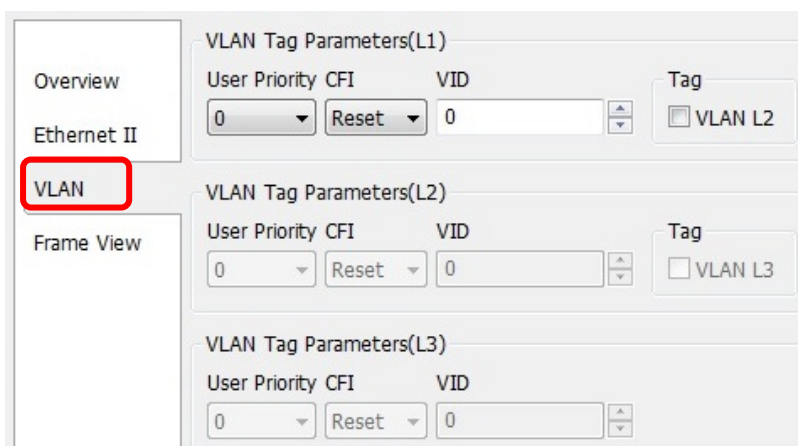 Overview
Ethernet II
VLAN
Frame View
VLAN Tag Parameters(L1)
User Priority CFI VID Tag
0 Reset 0 VLAN L2
VLAN Tag Parameters(L2)
User Priority CFI VID Tag
0 Reset 0 VLAN L3
VLAN Tag Parameters(L3)
User Priority CFI VID
0 Reset 0